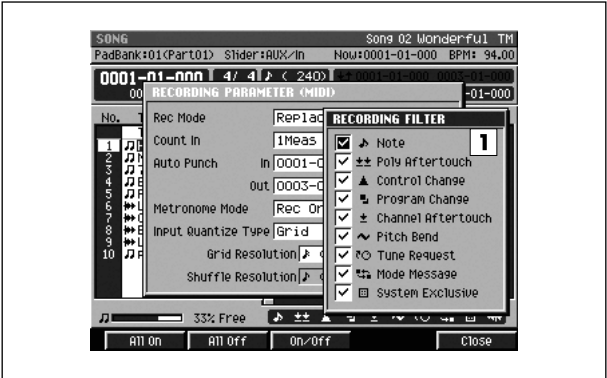 SONG Song 02 Wonderful TM
PadBank:01(Part01) Slider:AUX/In Now:0001-01-000 BPM: 94.00
0001-01-000 4/ 4 ( 240) 0001-01-000 0003-01-000
00 -01-000
RECORDING PARAMETER (MIDI)
No.
Rec Mode Replac
Count In 1Meas
Auto Punch In 0001-0
Out 0003-0
Metronome Mode Rec On
Input Quantize Type Grid
Grid Resolution
Shuffle Resolution
1
2
3
4
5
6
7
8
9
10
RECORDING FILTER
1
Note
Poly Aftertouch
Control Change
Program Change
Channel Aftertouch
Pitch Bend
Tune Request
Mode Message
System Exclusive
33% Free
All On All Off On/Off Close